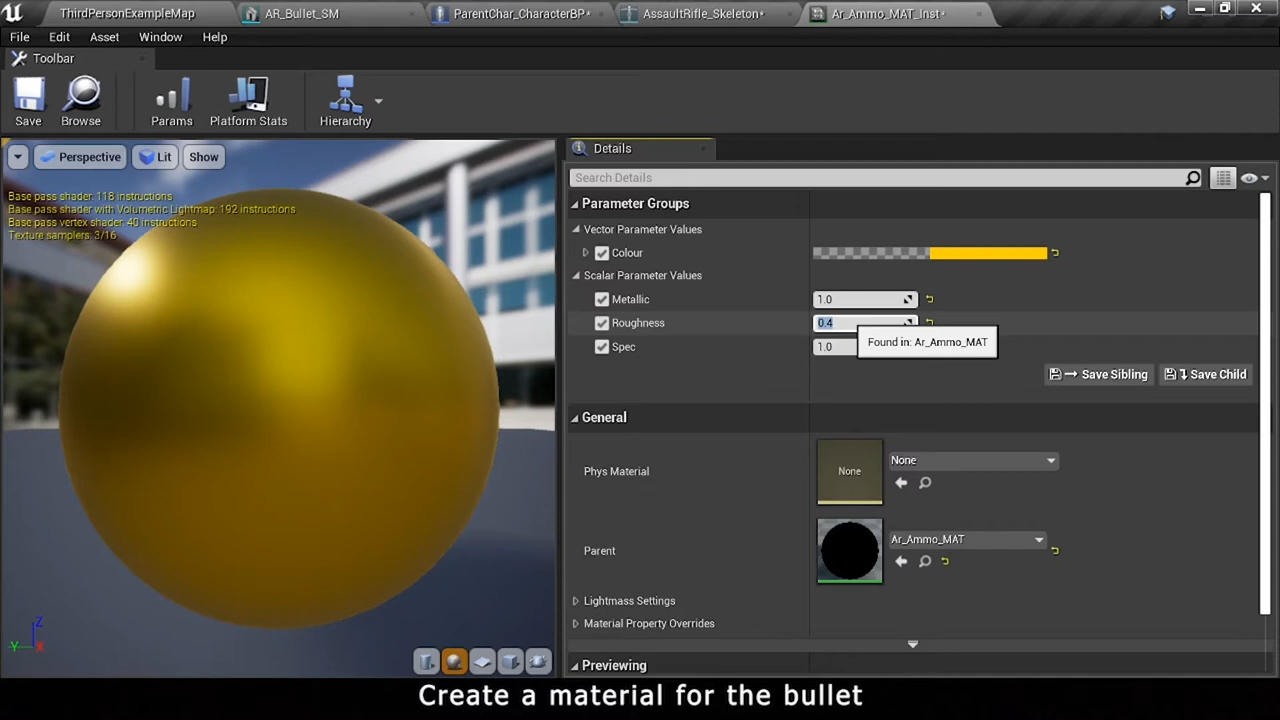 ThirdPersonExampleMap AR_Bullet_SM ParentChar_CharacterBP* AssaultRifle_Skeleton* Ar_Ammo_MAT_Inst*
File Edit Asset Window Help
Toolbar
Save Browse Params Platform Stats Hierarchy
Perspective Lit Show
Base pass shader: 118 instructions
Base pass shader with Volumetric Lightmap: 192 instructions
Base pass vertex shader: 40 instructions
Texture samplers: 3/16
Z
Y
X
Details
Search Details
Parameter Groups
Vector Parameter Values
Colour
Scalar Parameter Values
Metallic 1.0
Roughness 0.4
Found in: Ar_Ammo_MAT
Spec 1.0
Save Sibling Save Child
General
Phys Material None None
Parent Ar_Ammo_MAT
Lightmass Settings
Material Property Overrides
Previewing
Create a material for the bullet